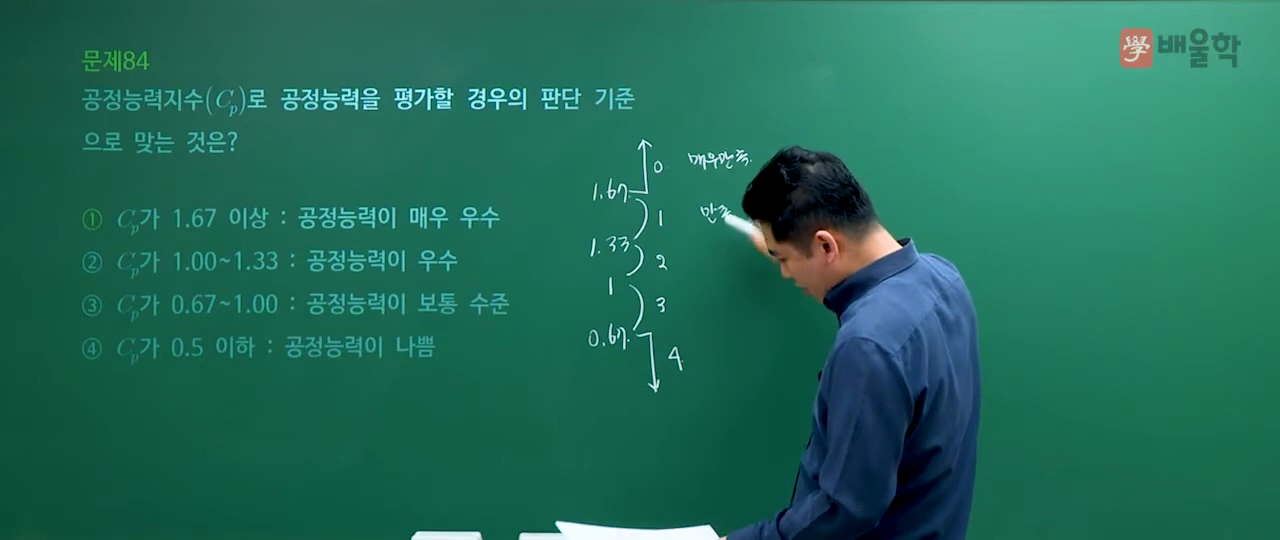 學 배울학
문제84
공정능력지수(Cp)로 공정능력을 평가할 경우의 판단 기준
으로 맞는 것은?
① Cp가 1.67 이상 : 공정능력이 매우 우수
② Cp가 1.00~1.33 : 공정능력이 우수
③ Cp가 0.67~1.00 : 공정능력이 보통 수준
④ Cp가 0.5 이하 : 공정능력이 나쁨
0 매우만족.
1.67
1 만족
1.33
2
1
3
0.67
4